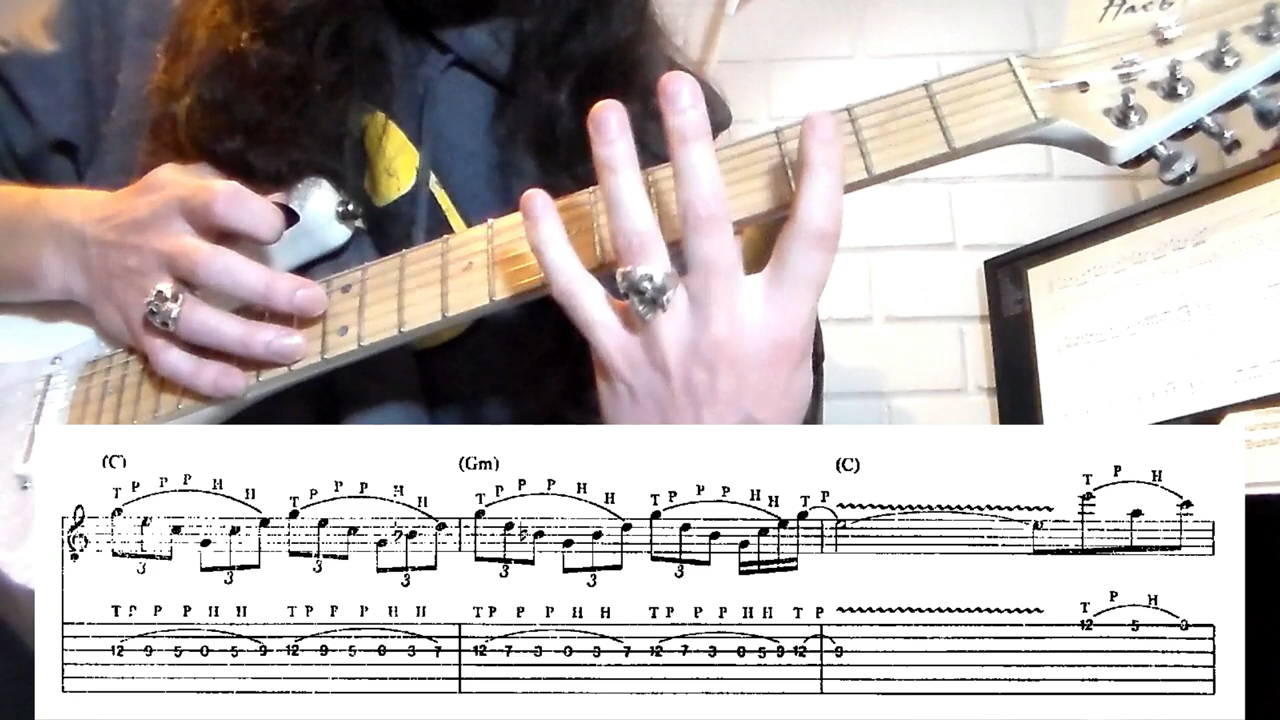 (C) (Gm) (C)
T P P P H H T P P P H H T P P P H H T P P P H H T P T P H
3 3 3 3 3 3 3
T P P P H H T P P P H H T P P P H H T P P P H H T P T P H
12 5
12 9 5 0 5 9 12 9 5 0 3 7 12 7 3 0 3 7 12 7 3 0 5 9 12 9